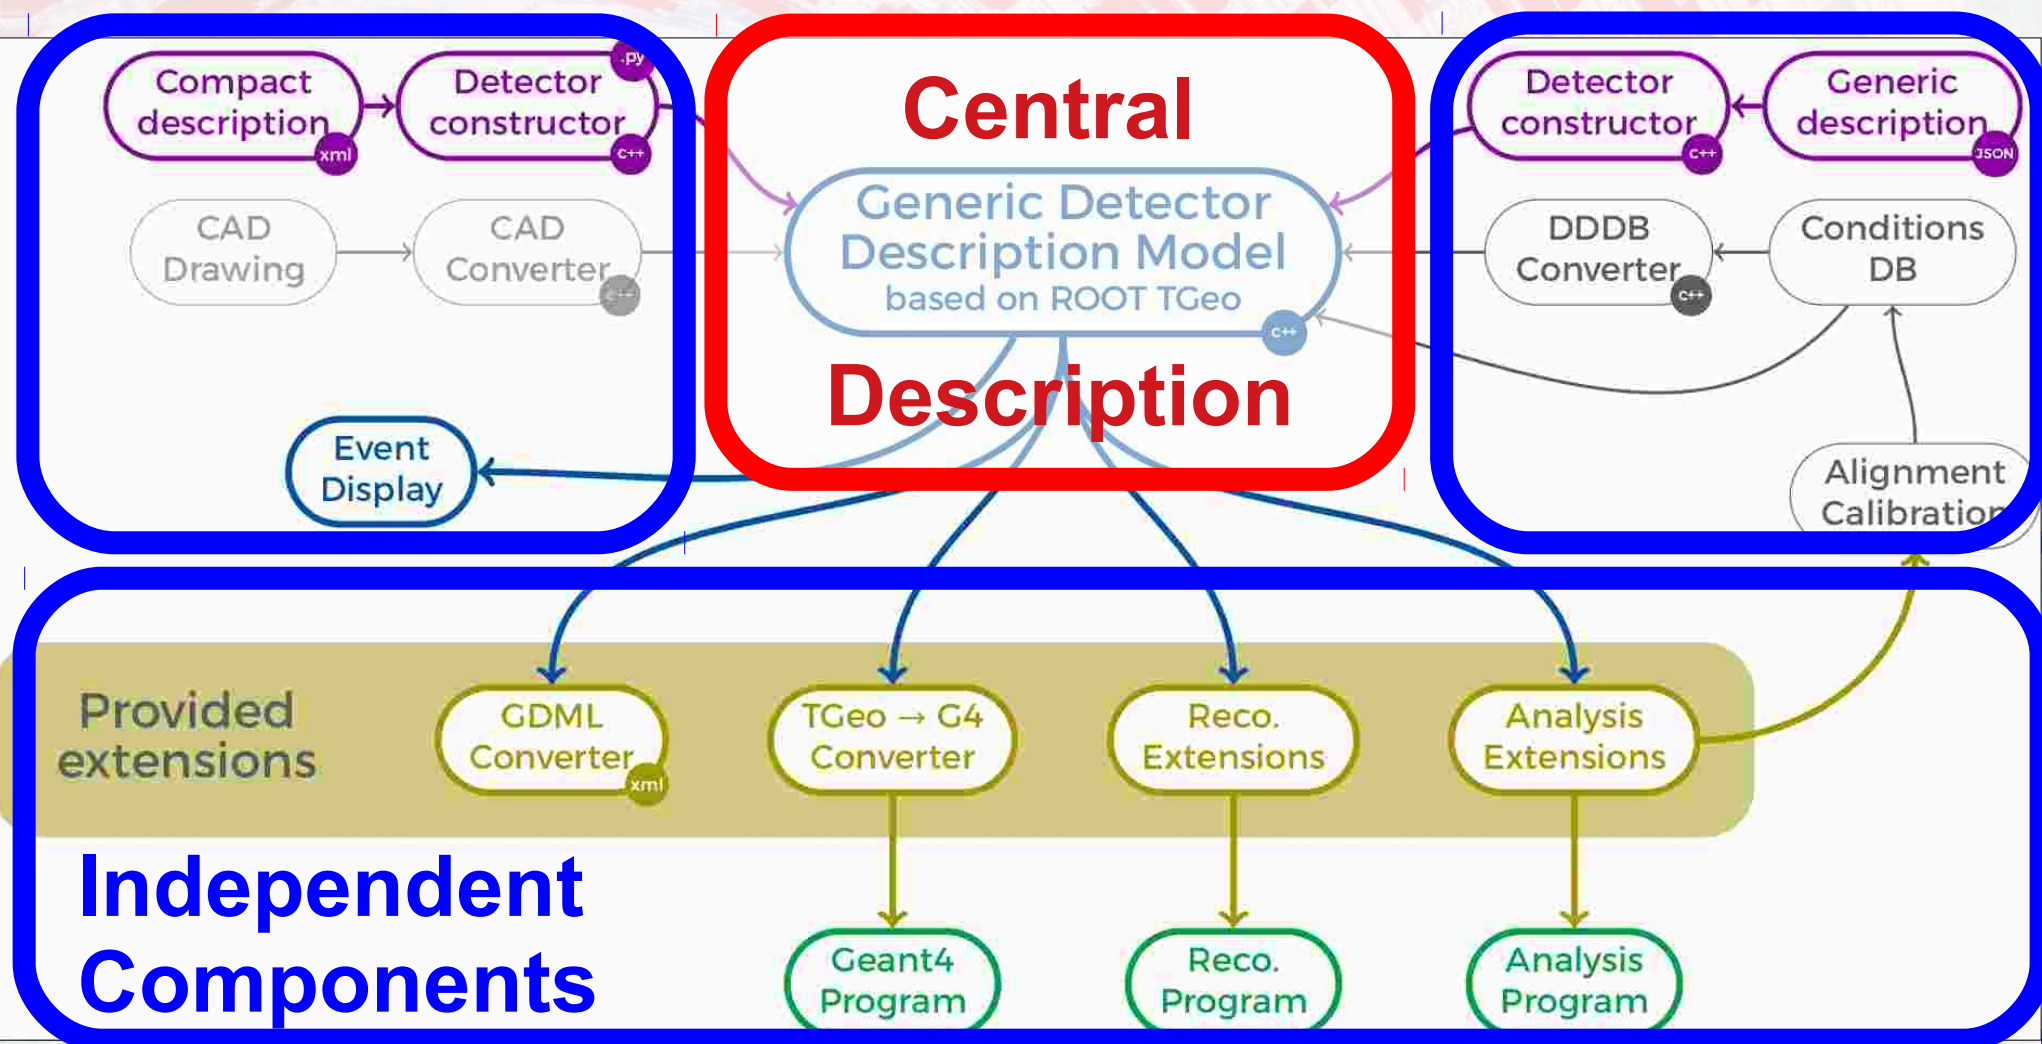 Compact
description
xml
Detector
constructor
.py
c++
Central
Detector
constructor
c++
Generic
description
JSON
CAD
Drawing
CAD
Converter
c++
Generic Detector
Description Model
based on ROOT TGeo
c++
DDDB
Converter
c++
Conditions
DB
Description
Event
Display
Alignment
Calibration
Provided
extensions
GDML
Converter
xml
TGeo → G4
Converter
Reco.
Extensions
Analysis
Extensions
Independent
Components
Geant4
Program
Reco.
Program
Analysis
Program